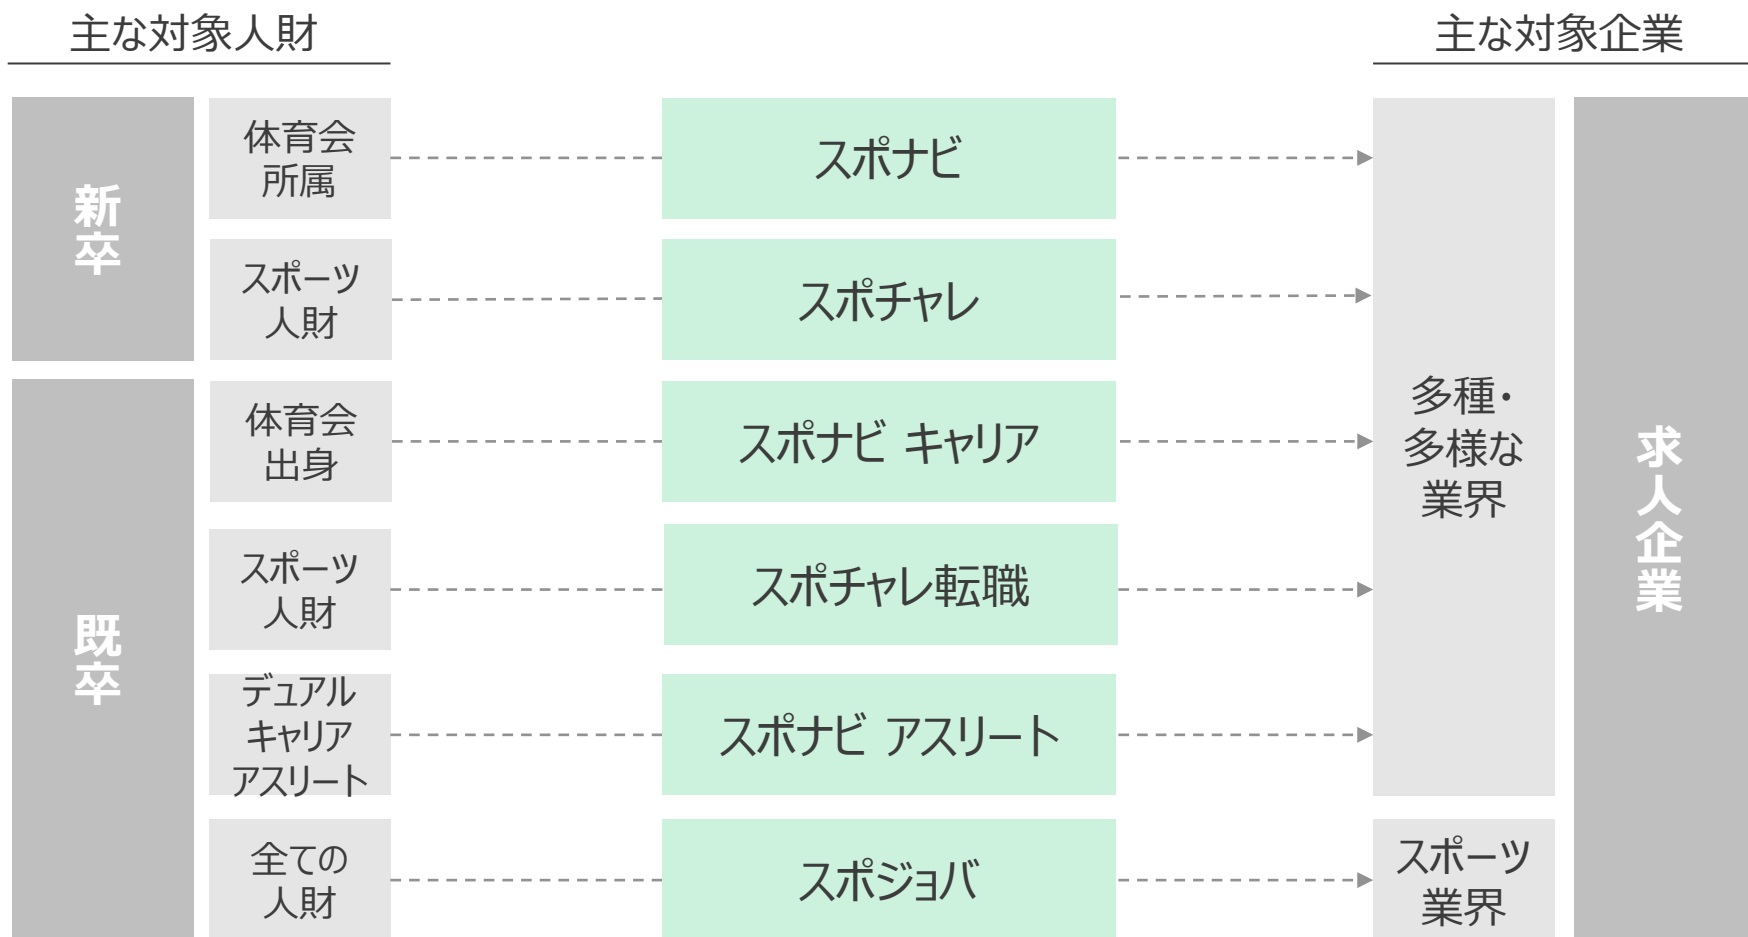 主な対象人財
主な対象企業
新卒
体育会
所属
スポナビ
スポーツ
人財
スポチャレ
既卒
体育会
出身
スポナビ キャリア
スポーツ
人財
スポチャレ転職
デュアル
キャリア
アスリート
スポナビ アスリート
全ての
人財
スポジョバ
多種・
多様な
業界
スポーツ
業界
求人企業